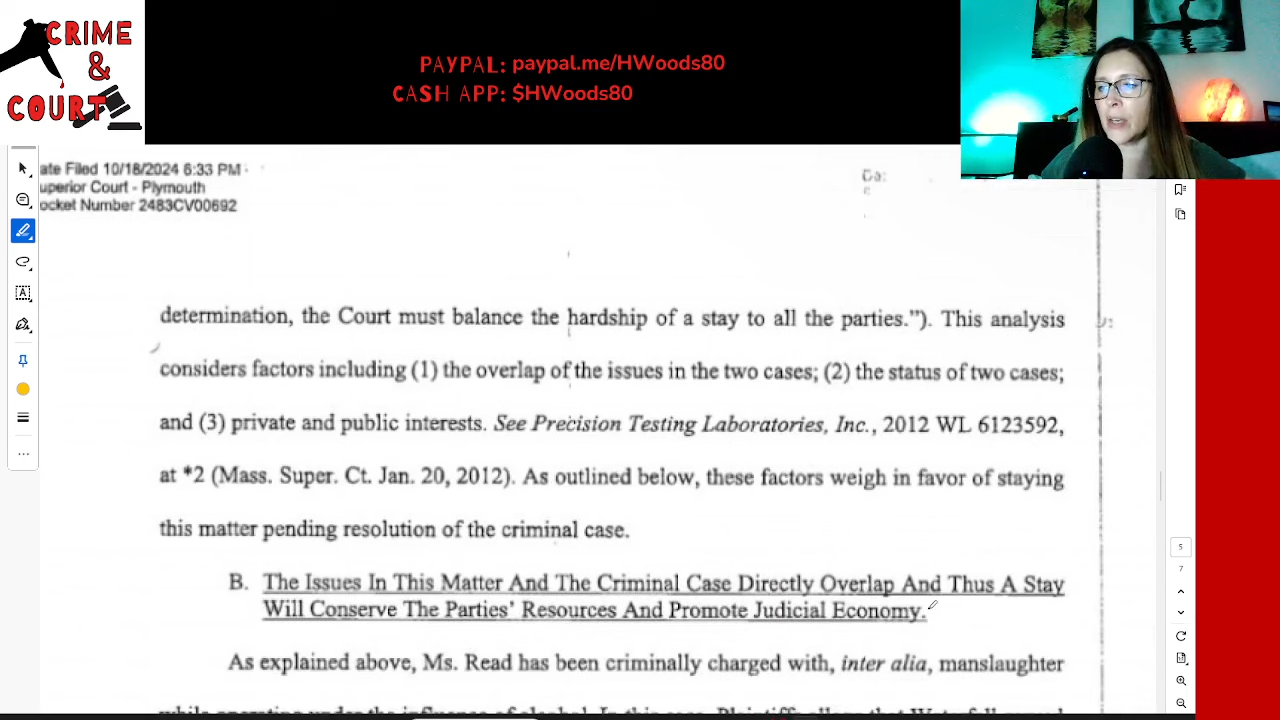 CRIME
&
COURT
PAYPAL: paypal.me/HWoods80
CASH APP: $HWoods80
ate Filed 10/18/2024 6:33 PM
uperior Court - Plymouth
ocket Number 2483CV00692
determination, the Court must balance the hardship of a stay to all the parties."). This analysis
considers factors including (1) the overlap of the issues in the two cases; (2) the status of two cases;
and (3) private and public interests. See Precision Testing Laboratories, Inc., 2012 WL 6123592,
at *2 (Mass. Super. Ct. Jan. 20, 2012). As outlined below, these factors weigh in favor of staying
this matter pending resolution of the criminal case.
B. The Issues In This Matter And The Criminal Case Directly Overlap And Thus A Stay
Will Conserve The Parties' Resources And Promote Judicial Economy.
As explained above, Ms. Read has been criminally charged with, inter alia, manslaughter
5
7